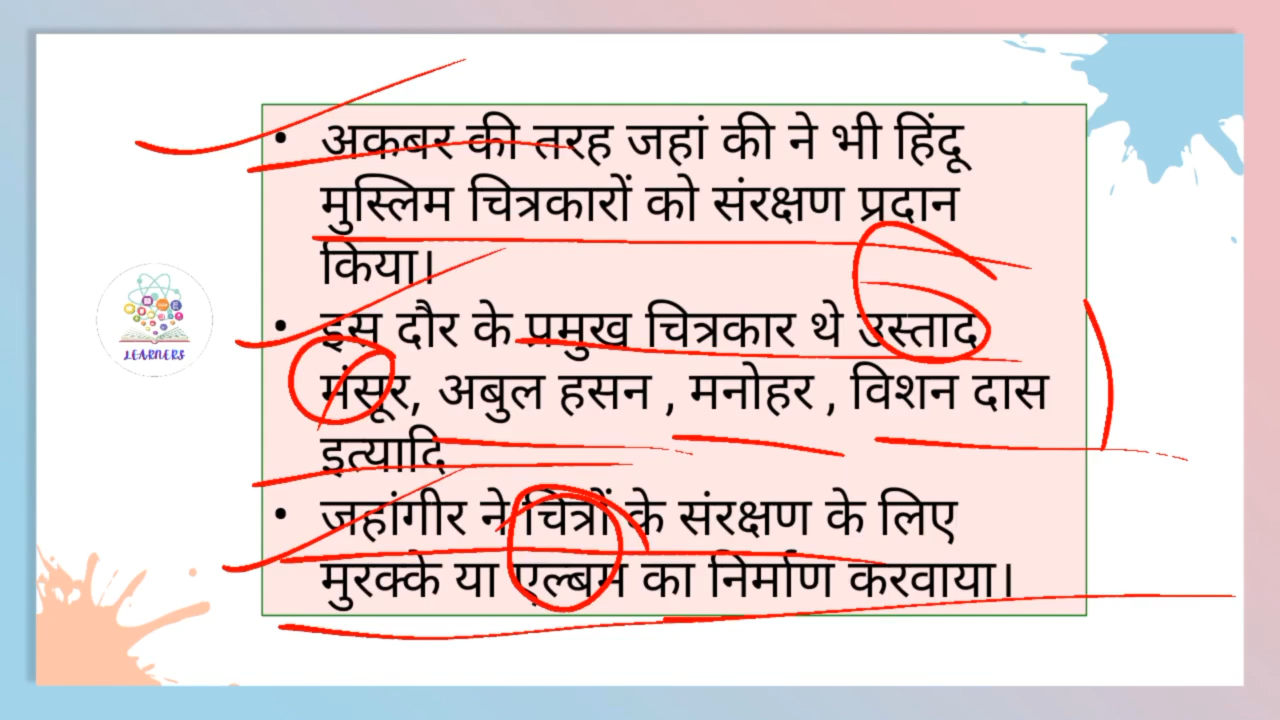 • अकबर की तरह जहां की ने भी हिंदू
मुस्लिम चित्रकारों को संरक्षण प्रदान
किया।
• इस दौर के प्रमुख चित्रकार थे उस्ताद
मंसूर, अबुल हसन , मनोहर , विशन दास
इत्यादि
• जहांगीर ने चित्रों के संरक्षण के लिए
मुरक्के या एल्बम का निर्माण करवाया।
LEARNERS